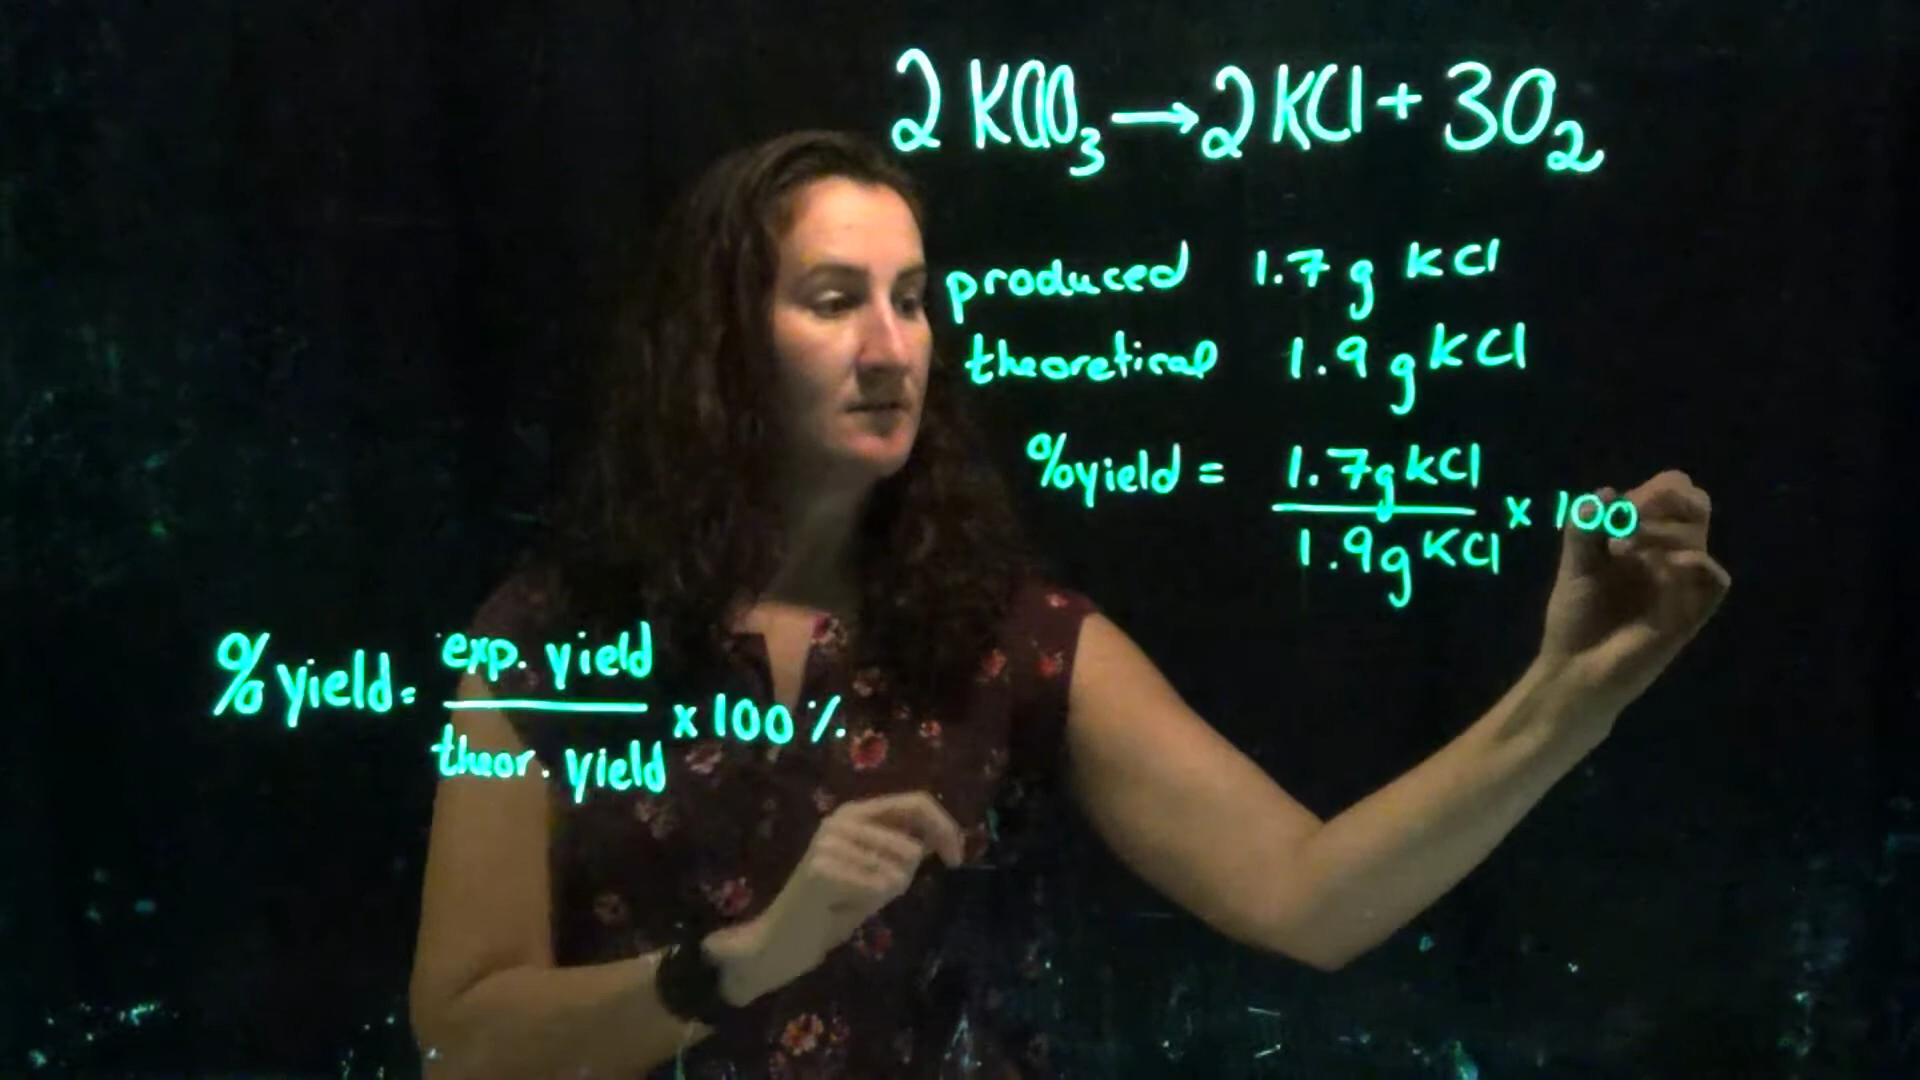 2 KClO₃ → 2 KCl + 3O₂
produced 1.7 g KCl
theoretical 1.9 g KCl
%yield = 1.7g KCl / 1.9g KCl x 100
%yield = exp. yield / theor. yield x 100%